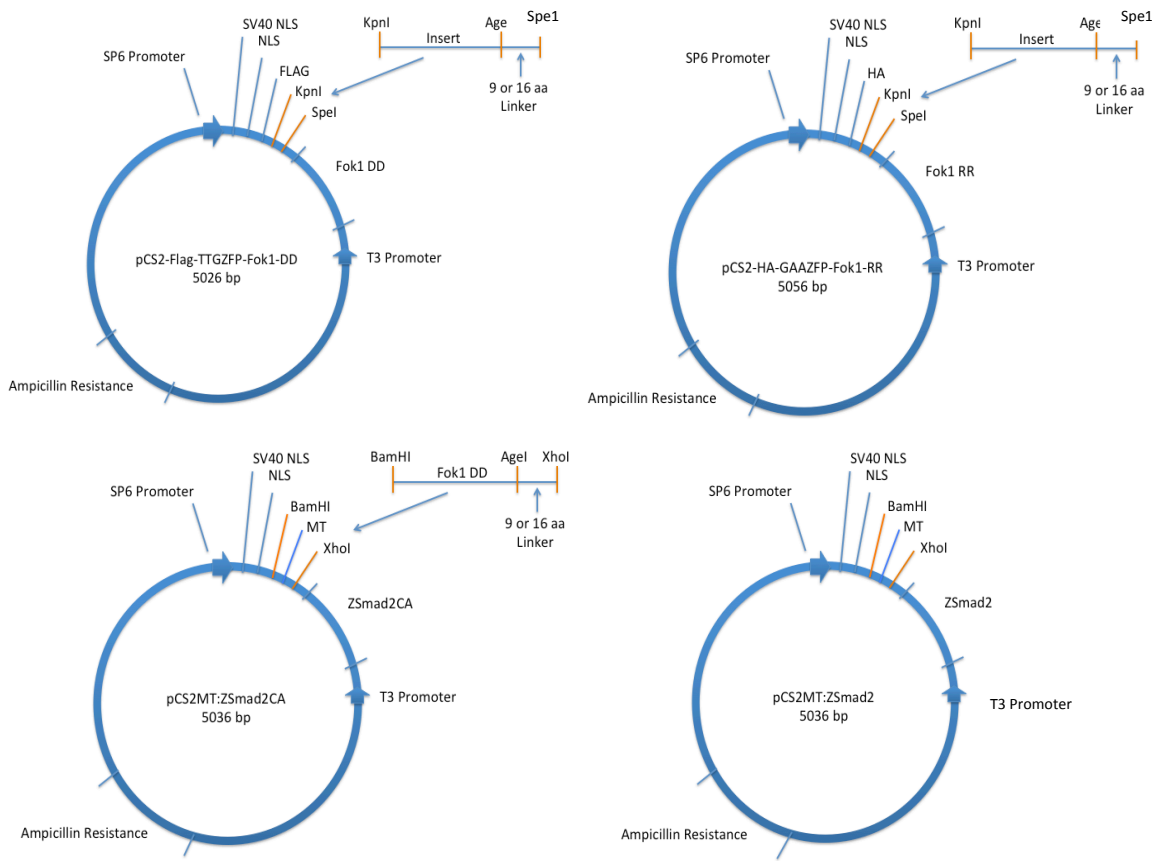 SV40 NLS
NLS
SP6 Promoter
FLAG
KpnI
SpeI
KpnI
Insert
Age
Spe1
9 or 16 aa
Linker
Fok1 DD
pCS2-Flag-TTGZFP-Fok1-DD
5026 bp
T3 Promoter
Ampicillin Resistance
SV40 NLS
NLS
SP6 Promoter
HA
KpnI
SpeI
KpnI
Insert
Age
Spe1
9 or 16 aa
Linker
Fok1 RR
pCS2-HA-GAAZFP-Fok1-RR
5056 bp
T3 Promoter
Ampicillin Resistance
SV40 NLS
NLS
SP6 Promoter
BamHI
MT
XhoI
BamHI
Fok1 DD
AgeI
XhoI
9 or 16 aa
Linker
ZSmad2CA
pCS2MT:ZSmad2CA
5036 bp
T3 Promoter
Ampicillin Resistance
SV40 NLS
NLS
SP6 Promoter
BamHI
MT
XhoI
ZSmad2
pCS2MT:ZSmad2
5036 bp
T3 Promoter
Ampicillin Resistance